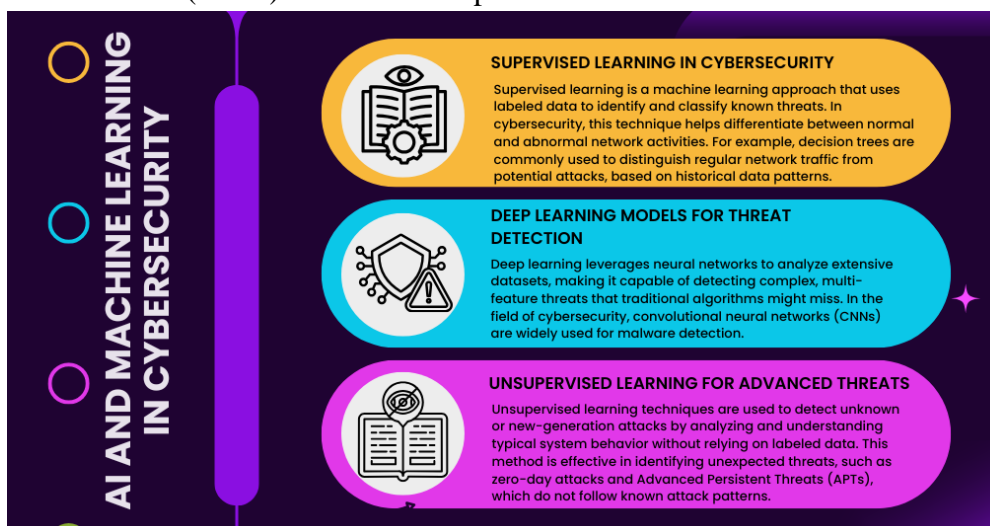 AI AND MACHINE LEARNING
IN CYBERSECURITY
SUPERVISED LEARNING IN CYBERSECURITY
Supervised learning is a machine learning approach that uses
labeled data to identify and classify known threats. In
cybersecurity, this technique helps differentiate between normal
and abnormal network activities. For example, decision trees are
commonly used to distinguish regular network traffic from
potential attacks, based on historical data patterns.
DEEP LEARNING MODELS FOR THREAT
DETECTION
Deep learning leverages neural networks to analyze extensive
datasets, making it capable of detecting complex, multi-
feature threats that traditional algorithms might miss. In the
field of cybersecurity, convolutional neural networks (CNNs)
are widely used for malware detection.
UNSUPERVISED LEARNING FOR ADVANCED THREATS
Unsupervised learning techniques are used to detect unknown
or new-generation attacks by analyzing and understanding
typical system behavior without relying on labeled data. This
method is effective in identifying unexpected threats, such as
zero-day attacks and Advanced Persistent Threats (APTs),
which do not follow known attack patterns.